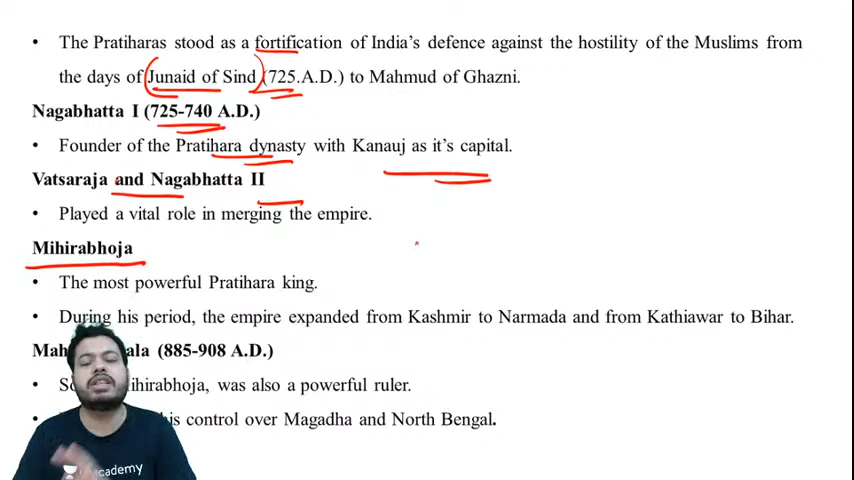 • The Pratiharas stood as a fortification of India's defence against the hostility of the Muslims from
the days of Junaid of Sind (725.A.D.) to Mahmud of Ghazni.
Nagabhatta I (725-740 A.D.)
• Founder of the Pratihara dynasty with Kanauj as it's capital.
Vatsaraja and Nagabhatta II
• Played a vital role in merging the empire.
Mihirabhoja
• The most powerful Pratihara king.
• During his period, the empire expanded from Kashmir to Narmada and from Kathiawar to Bihar.
(885-908 A.D.)
• was also a powerful ruler.
• control over Magadha and North Bengal.